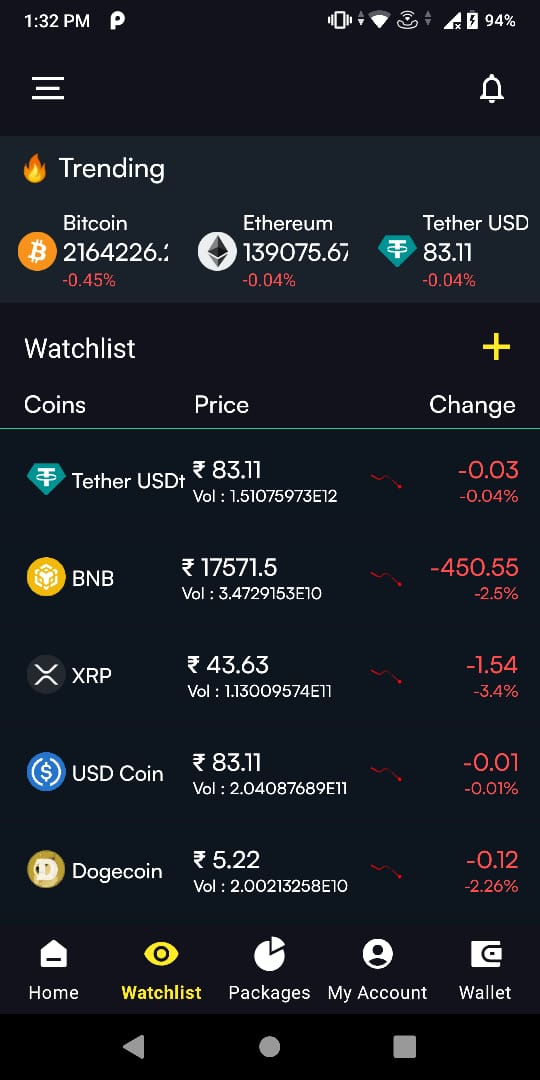 1:32 PM
94%
Trending
Bitcoin
2164226.2
-0.45%
Ethereum
139075.67
-0.04%
Tether USD
83.11
-0.04%
Watchlist
Coins Price Change
Tether USDt
₹ 83.11
Vol : 1.51075973E12
-0.03
-0.04%
BNB
₹ 17571.5
Vol : 3.4729153E10
-450.55
-2.5%
XRP
₹ 43.63
Vol : 1.13009574E11
-1.54
-3.4%
USD Coin
₹ 83.11
Vol : 2.04087689E11
-0.01
-0.01%
Dogecoin
₹ 5.22
Vol : 2.00213258E10
-0.12
-2.26%
Home Watchlist Packages My Account Wallet